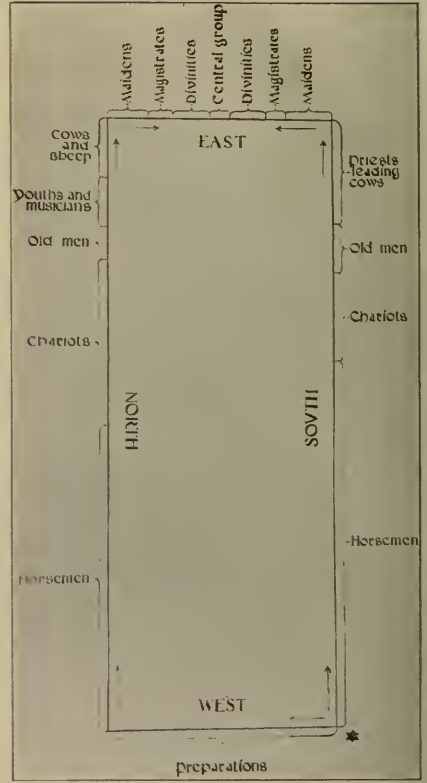 Maidens
Magistrates
Divinities
Central group
Divinities
Magistrates
Maidens
Cows
and
sheep
EAST
Priests
leading
cows
Youths and
musicians
Old men
Old men
Chariots
Chariots
SOVTH
Horsemen
Horsemen
WEST
Preparations